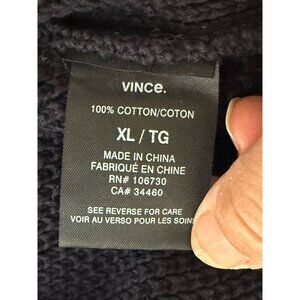 VINCE.
100% COTTON/COTON
XL / TG
MADE IN CHINA
FABRIQUÉ EN CHINE
RN# 106730
CA# 34460
SEE REVERSE FOR CARE
VOIR AU VERSO POUR LES SOINS